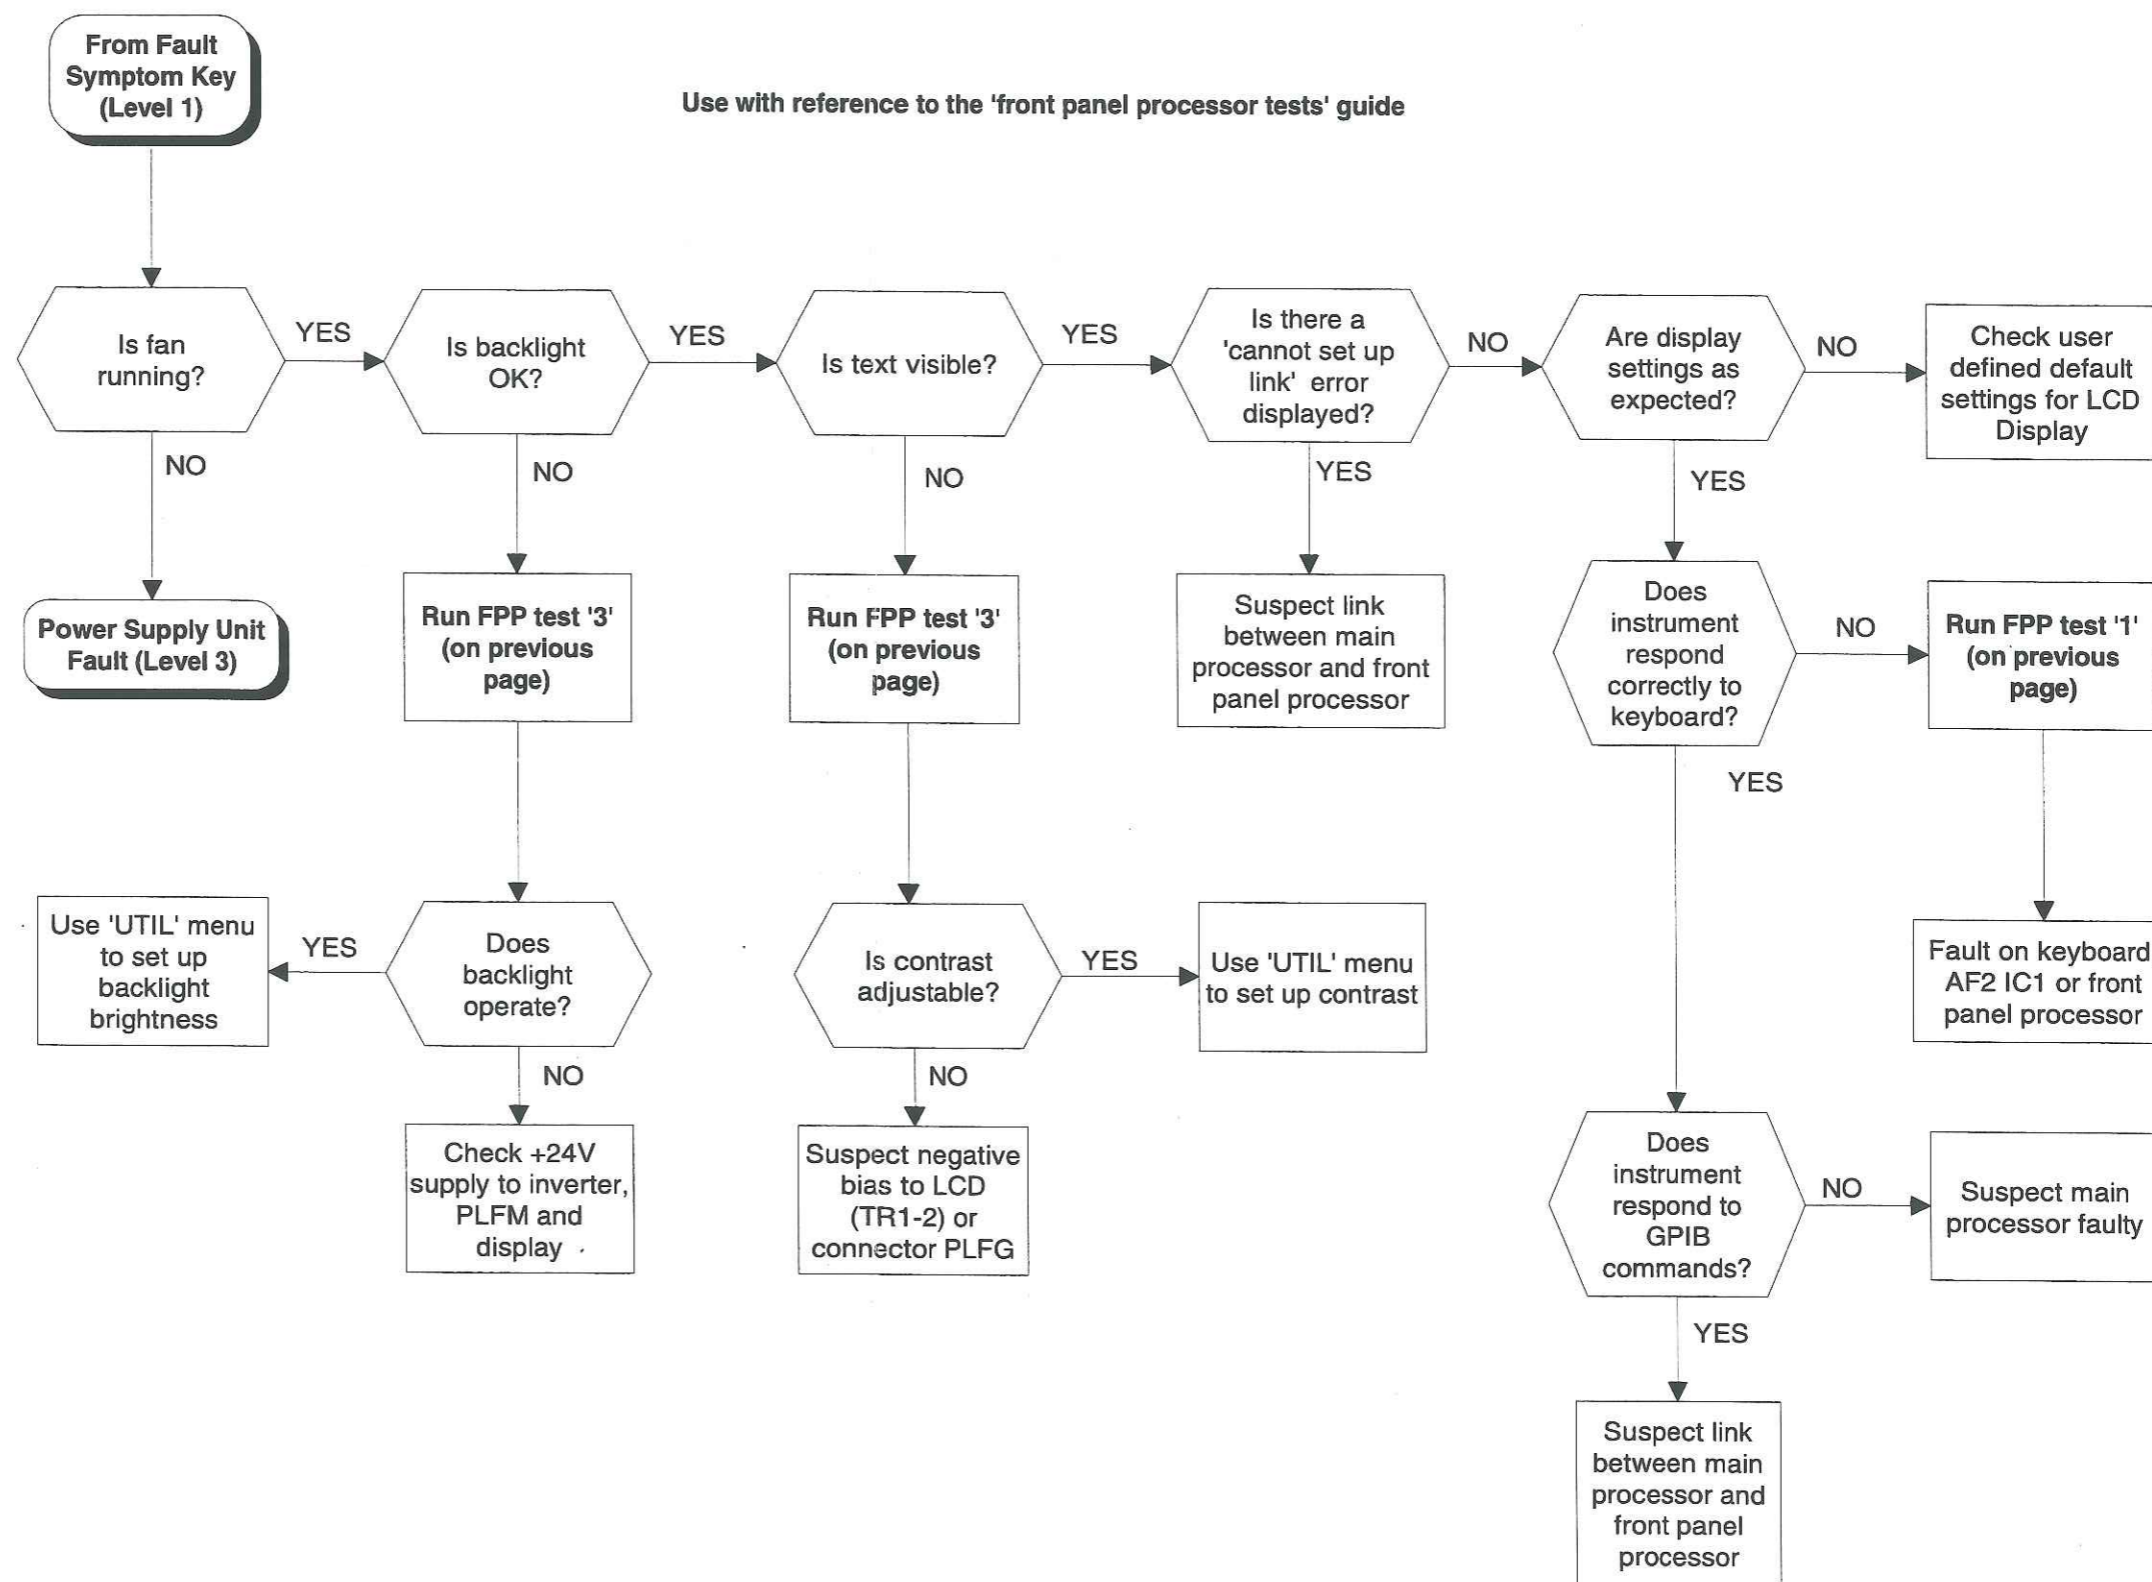 From Fault
Symptom Key
(Level 1)
Use with reference to the 'front panel processor tests' guide
Is fan
running?
YES
NO
Is backlight
OK?
YES
NO
Is text visible?
YES
NO
Is there a
'cannot set up
link' error
displayed?
NO
YES
Are display
settings as
expected?
NO
YES
Check user
defined default
settings for LCD
Display
Power Supply Unit
Fault (Level 3)
Run FPP test '3'
(on previous
page)
Run FPP test '3'
(on previous
page)
Suspect link
between main
processor and front
panel processor
Does
instrument
respond
correctly to
keyboard?
NO
YES
Run FPP test '1'
(on previous
page)
Use 'UTIL' menu
to set up
backlight
brightness
YES
Does
backlight
operate?
NO
Is contrast
adjustable?
YES
NO
Use 'UTIL' menu
to set up contrast
Fault on keyboard
AF2 IC1 or front
panel processor
Check +24V
supply to inverter,
PLFM and
display
Suspect negative
bias to LCD
(TR1-2) or
connector PLFG
Does
instrument
respond to
GPIB
commands?
NO
YES
Suspect main
processor faulty
Suspect link
between main
processor and
front panel
processor